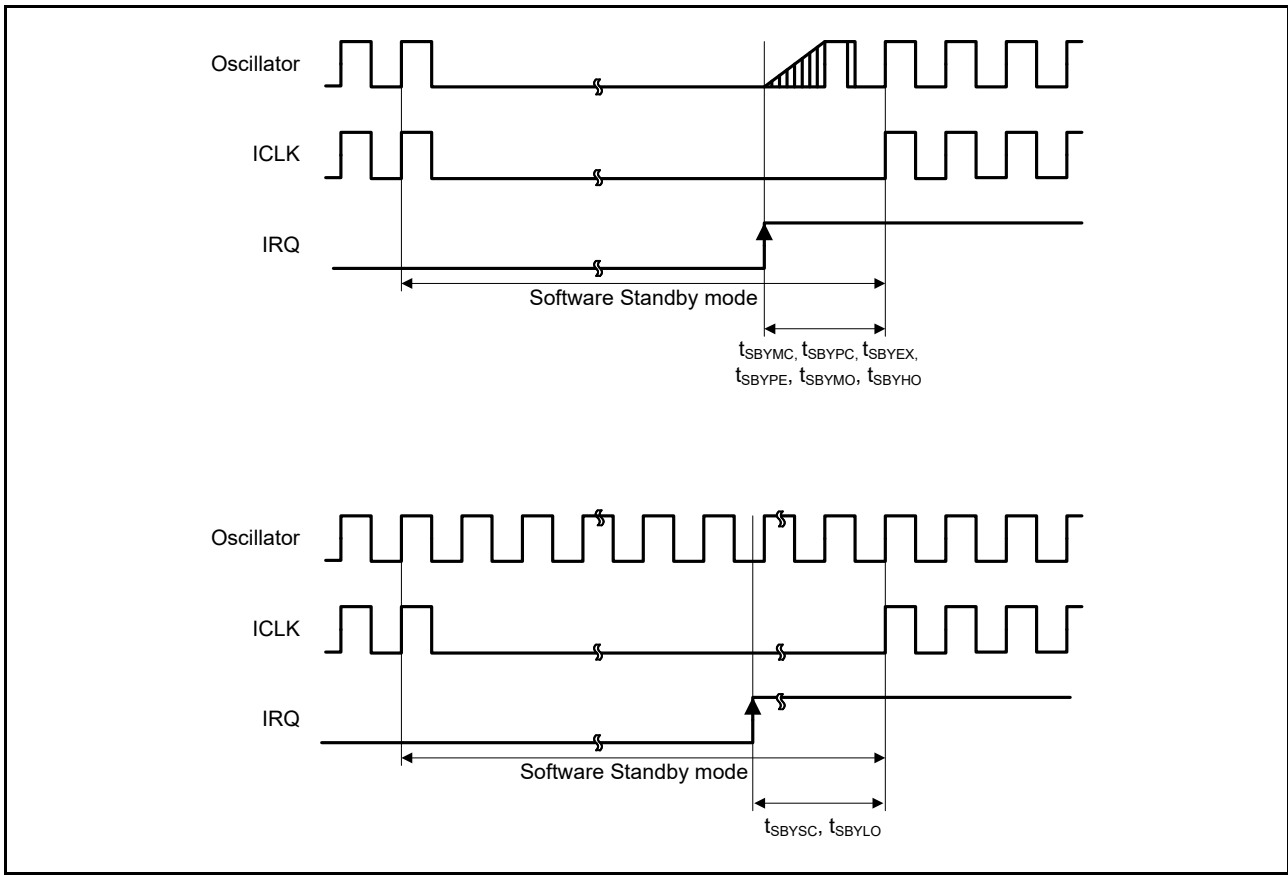 Oscillator
ICLK
IRQ
Software Standby mode
tSBYMC, tSBYPC, tSBYEX,
tSBYPE, tSBYMO, tSBYHO
Oscillator
ICLK
IRQ
Software Standby mode
tSBYSC, tSBYLO